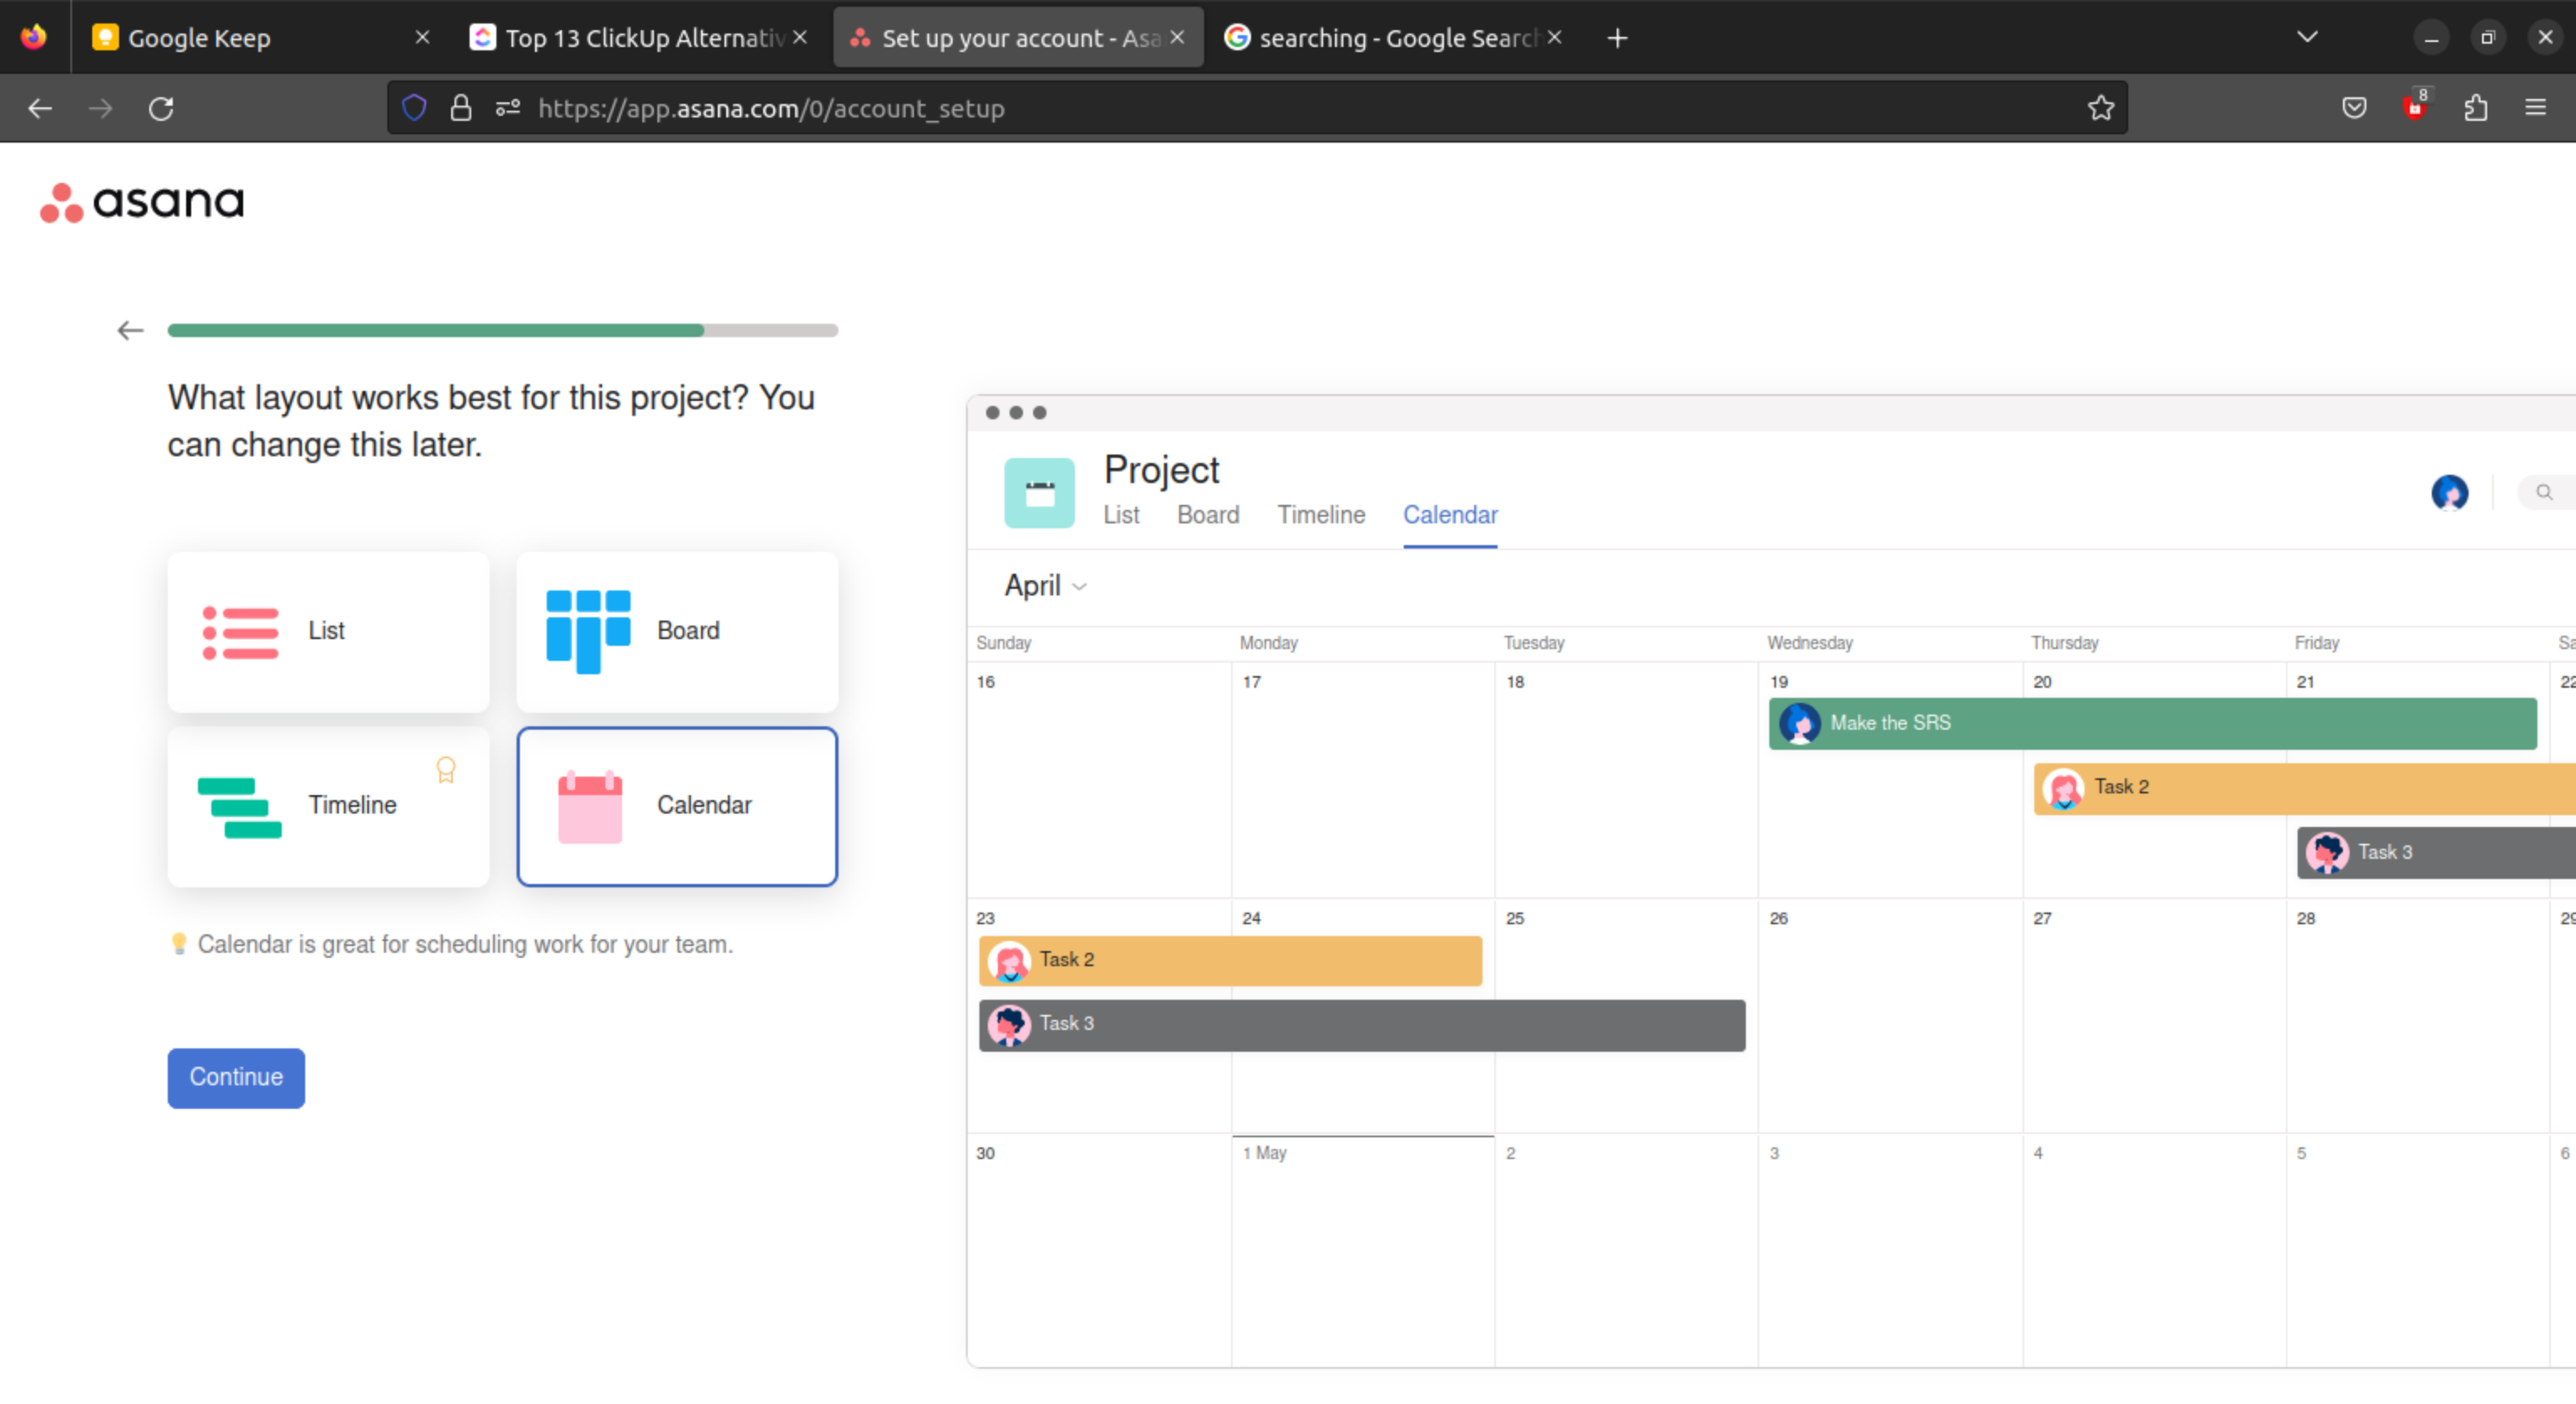 Google Keep
Top 13 ClickUp Alternativ
Set up your account - Asa
searching - Google Search
https://app.asana.com/0/account_setup
8
asana
What layout works best for this project? You
can change this later.
List
Board
Timeline
Calendar
Calendar is great for scheduling work for your team.
Continue
Project
List Board Timeline Calendar
April
Sunday Monday Tuesday Wednesday Thursday Friday Sa
16 17 18 19 20 21 22
Make the SRS
Task 2
Task 3
23 24 25 26 27 28 29
Task 2
Task 3
30 1 May 2 3 4 5 6